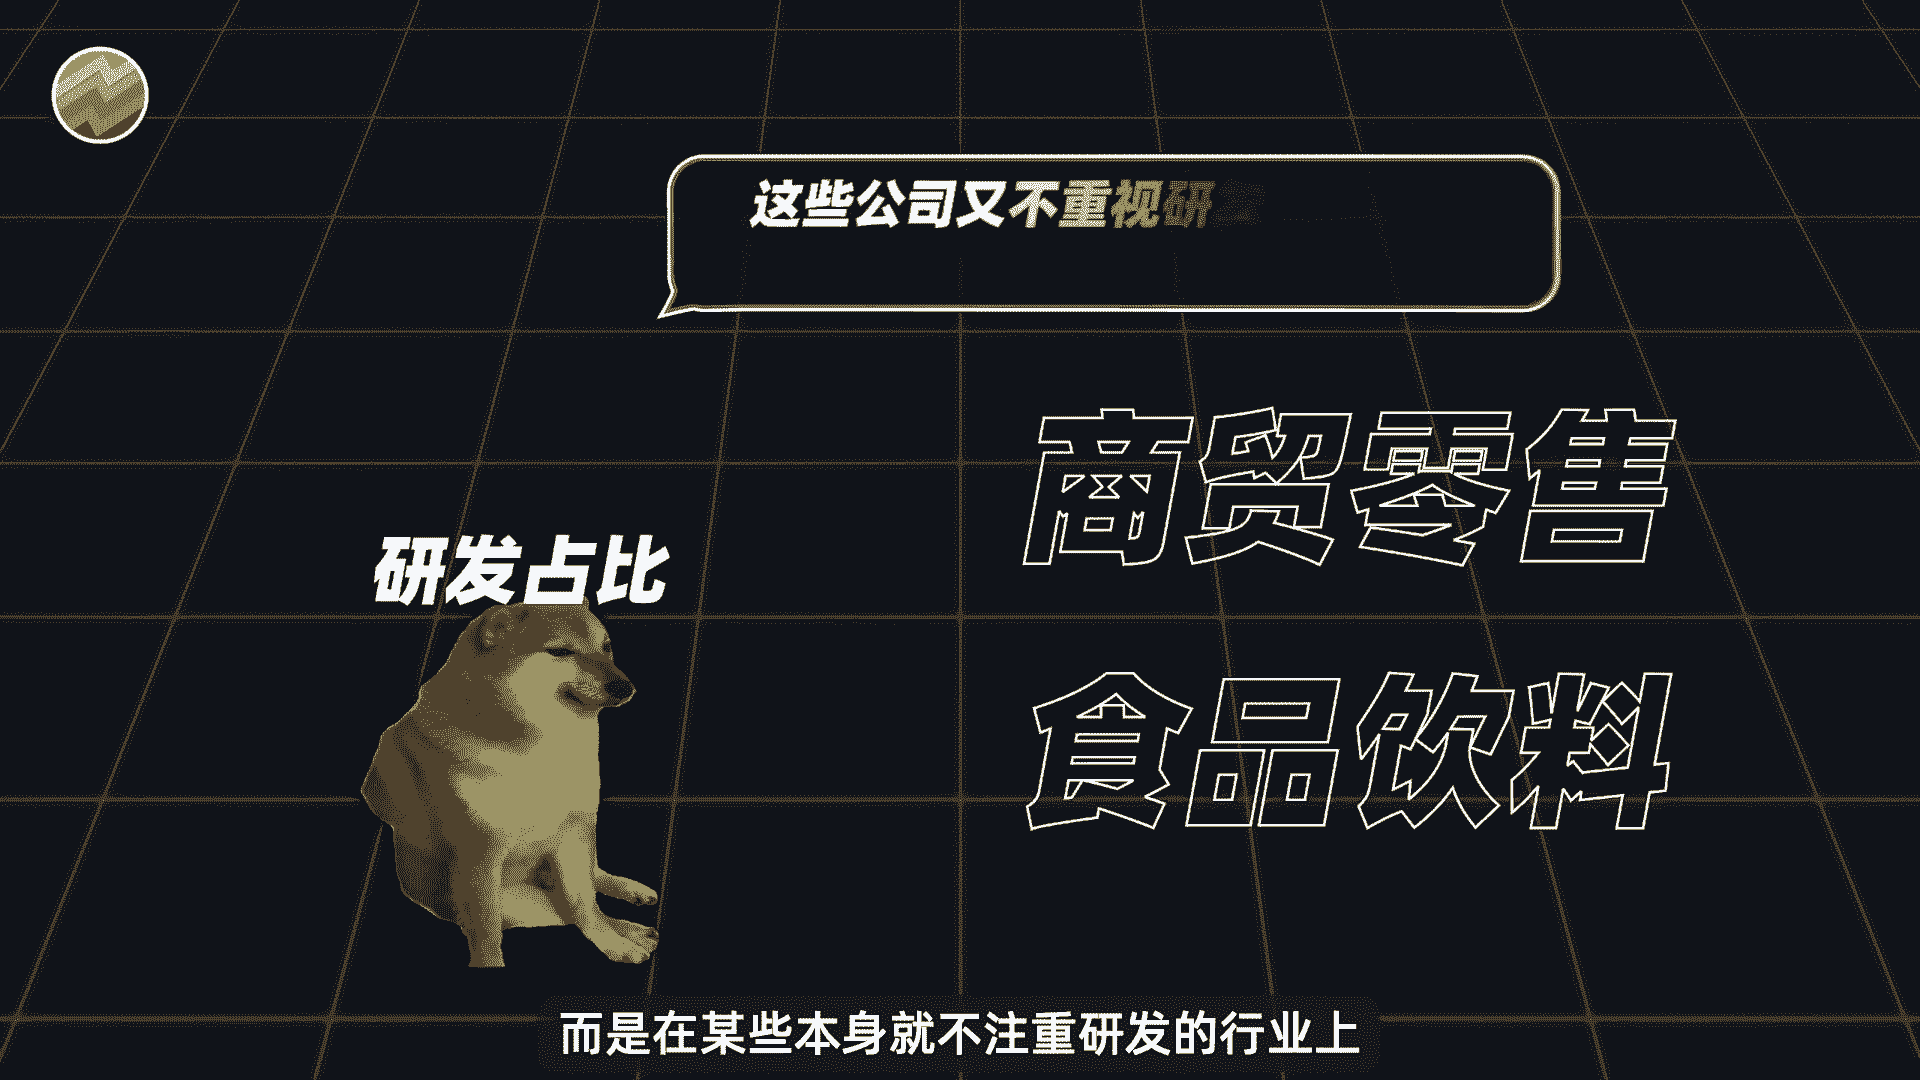 这些公司又不重视研发
商贸零售
研发占比
食品饮料
而是在某些本身就不注重研发的行业上